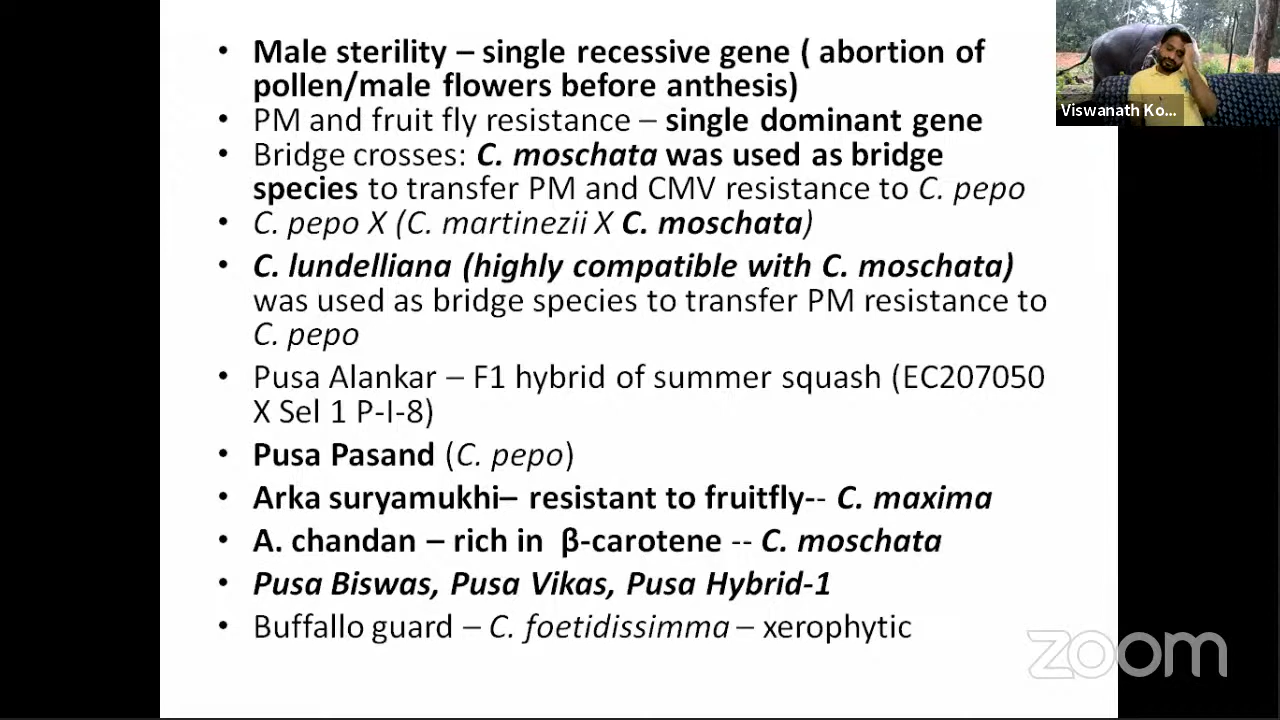 • Male sterility – single recessive gene ( abortion of
pollen/male flowers before anthesis)
• PM and fruit fly resistance – single dominant gene
• Bridge crosses: C. moschata was used as bridge
species to transfer PM and CMV resistance to C. pepo
• C. pepo X (C. martinezii X C. moschata)
• C. lundelliana (highly compatible with C. moschata)
was used as bridge species to transfer PM resistance to
C. pepo
• Pusa Alankar – F1 hybrid of summer squash (EC207050
X Sel 1 P-I-8)
• Pusa Pasand (C. pepo)
• Arka suryamukhi– resistant to fruitfly-- C. maxima
• A. chandan – rich in β-carotene -- C. moschata
• Pusa Biswas, Pusa Vikas, Pusa Hybrid-1
• Buffallo guard – C. foetidissimma – xerophytic
Viswanath Ko...
zoom